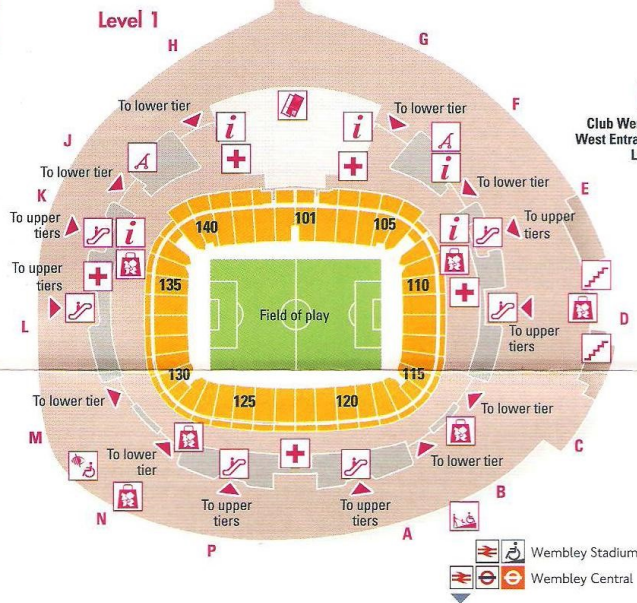 Level 1
H
G
F
J
K
E
L
D
M
C
N
B
P
A
To lower tier
To lower tier
To lower tier
To lower tier
To upper
tiers
To upper
tiers
To upper
tiers
To upper
tiers
Club We
West Entra
L
i
i
i
i
i
140
101
105
135
110
Field of play
130
115
125
120
To lower tier
To lower
tier
To lower tier
To lower tier
To upper
tiers
To upper
tiers
Wembley Stadium
Wembley Central